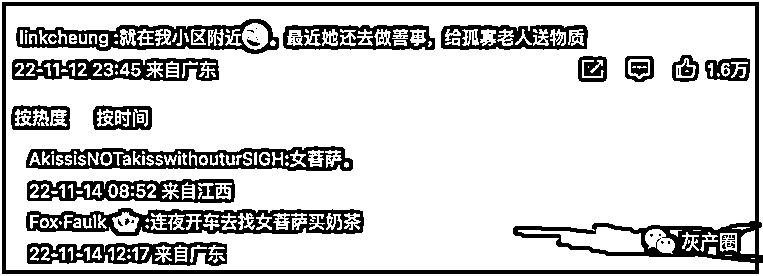 linkcheung:就在我小区附近。最近她还去做善事，给孤寡老人送物质
22-11-12 23:45 来自广东
1.6万
按热度 按时间
AkissisNOTakisswithouturSIGH:女菩萨。
22-11-14 08:52 来自江西
Fox-Faulk:连夜开车去找女菩萨买奶茶
22-11-14 12:17 来自广东
灰产圈